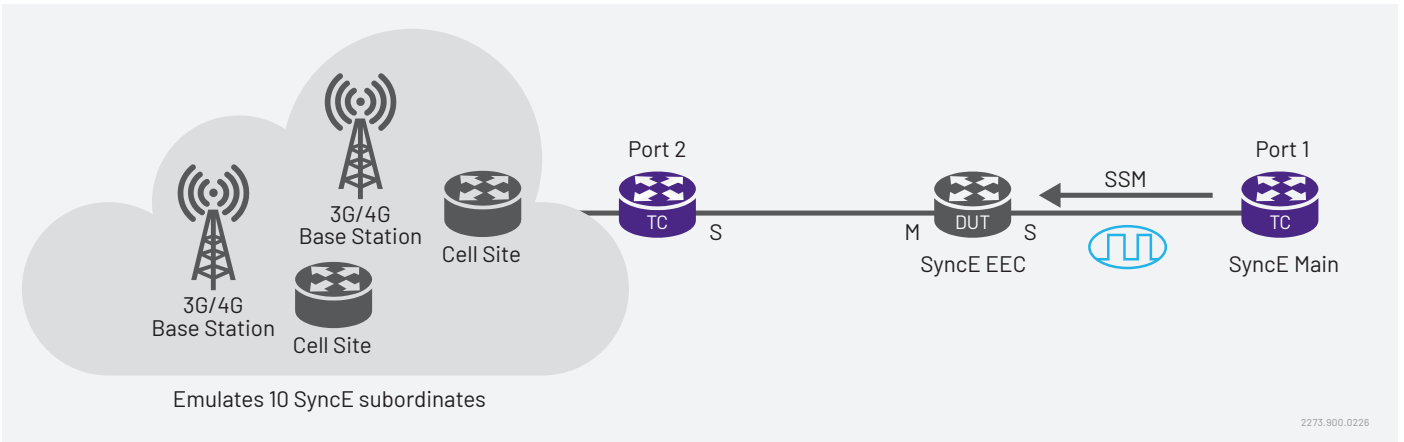 Port 2
Port 1
SSM
3G/4G
Base Station
TC
DUT
TC
S
M
S
Cell Site
SyncE EEC
SyncE Main
3G/4G
Base Station
Cell Site
Emulates 10 SyncE subordinates
2273.900.0226